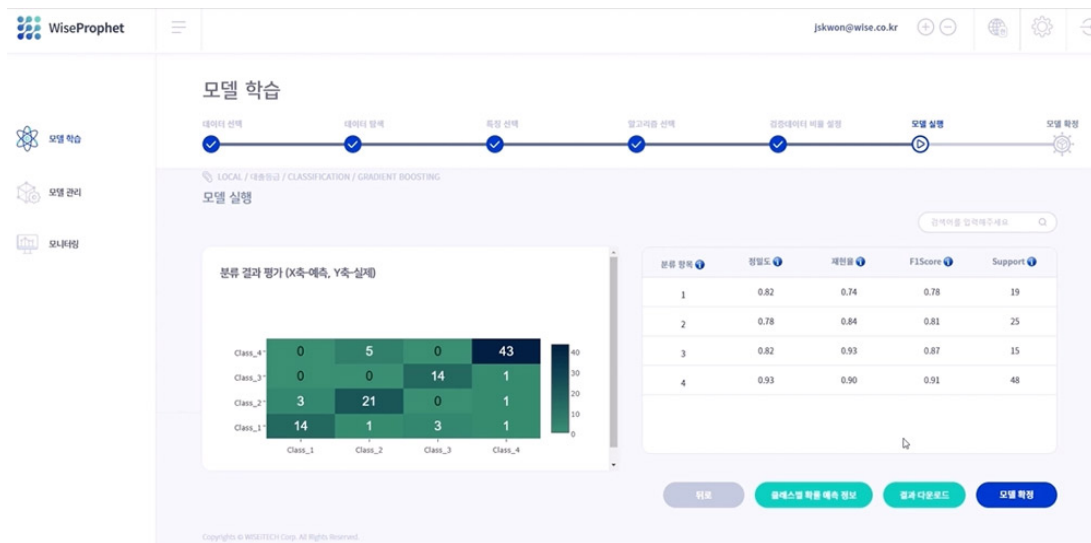 WiseProphet
jskwon@wise.co.kr
모델 학습
데이터 선택 데이터 탐색 특징 선택 알고리즘 선택 검증데이터 비율 설정 모델 실행 모델 확정
모델 학습
모델 관리
모니터링
LOCAL / 대출등급 / CLASSIFICATION / GRADIENT BOOSTING
모델 실행
검색어를 입력해주세요
분류 결과 평가 (X축-예측, Y축-실제)
Class_4 0 5 0 43
Class_3 0 0 14 1
Class_2 3 21 0 1
Class_1 14 1 3 1
Class_1 Class_2 Class_3 Class_4
40
30
20
10
0
분류 항목 정밀도 재현율 F1Score Support
1 0.82 0.74 0.78 19
2 0.78 0.84 0.81 25
3 0.82 0.93 0.87 15
4 0.93 0.90 0.91 48
뒤로 클래스별 확률 예측 정보 결과 다운로드 모델 확정
Copyrights © WISEiTECH Corp. All Rights Reserved.